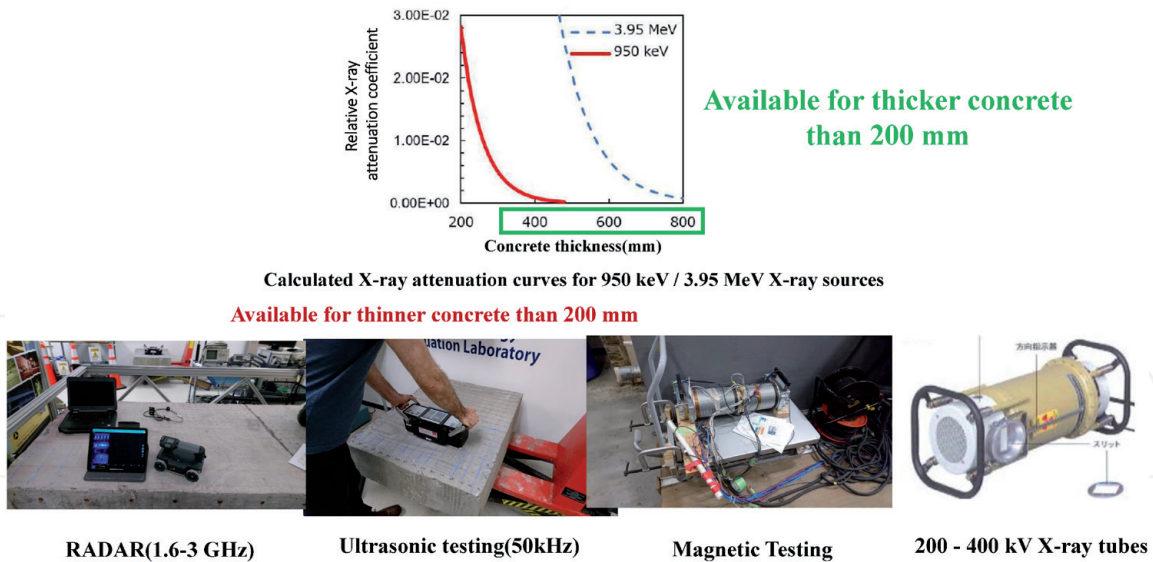 3.00E-02
2.00E-02
1.00E-02
0.00E+00
Relative X-ray
attenuation coefficient
3.95 MeV
950 keV
200
400
600
800
Concrete thickness(mm)
Available for thicker concrete
than 200 mm
Calculated X-ray attenuation curves for 950 keV / 3.95 MeV X-ray sources
Available for thinner concrete than 200 mm
uation Laboratory
方向指示器
スリット
RADAR(1.6-3 GHz)
Ultrasonic testing(50kHz)
Magnetic Testing
200 - 400 kV X-ray tubes